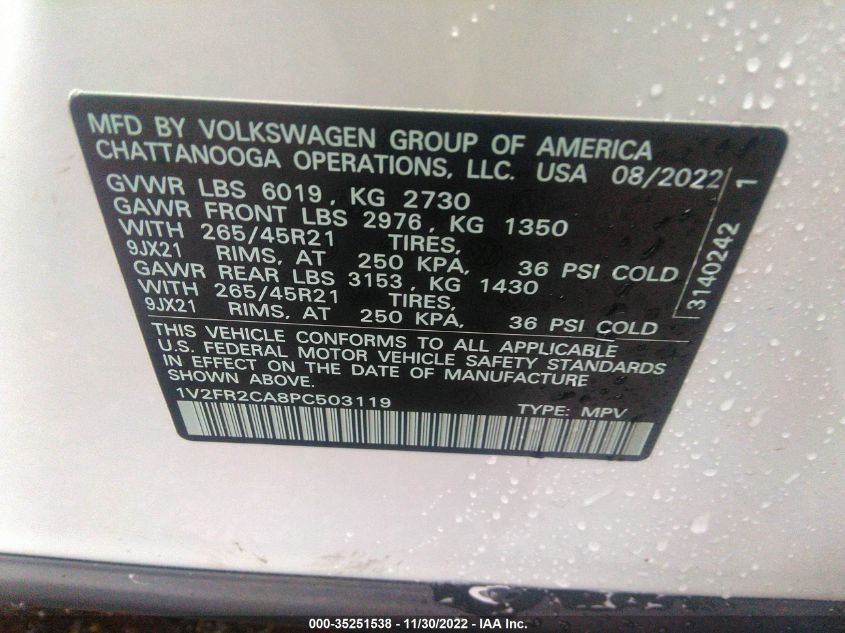 MFD BY VOLKSWAGEN GROUP OF AMERICA
CHATTANOOGA OPERATIONS, LLC. USA 08/2022
GVWR LBS 6019, KG 2730
GAWR FRONT LBS 2976, KG 1350
WITH 265/45R21 TIRES,
9JX21 RIMS, AT 250 KPA, 36 PSI COLD
GAWR REAR LBS 3153, KG 1430
WITH 265/45R21 TIRES,
9JX21 RIMS, AT 250 KPA, 36 PSI COLD
3140242 1
THIS VEHICLE CONFORMS TO ALL APPLICABLE
U.S. FEDERAL MOTOR VEHICLE SAFETY STANDARDS
IN EFFECT ON THE DATE OF MANUFACTURE
SHOWN ABOVE.
1V2FR2CA8PC503119 TYPE: MPV
000-35251538 - 11/30/2022 - IAA Inc.